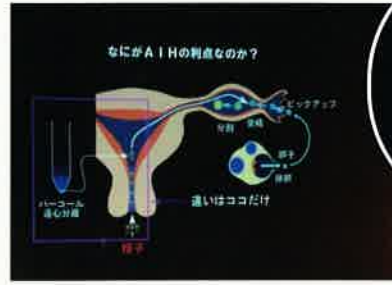 なにがAIHの利点なのか?
ピックアップ
分割
受精
卵子
排卵
パーコール
遠心分離
違いはココだけ
精子